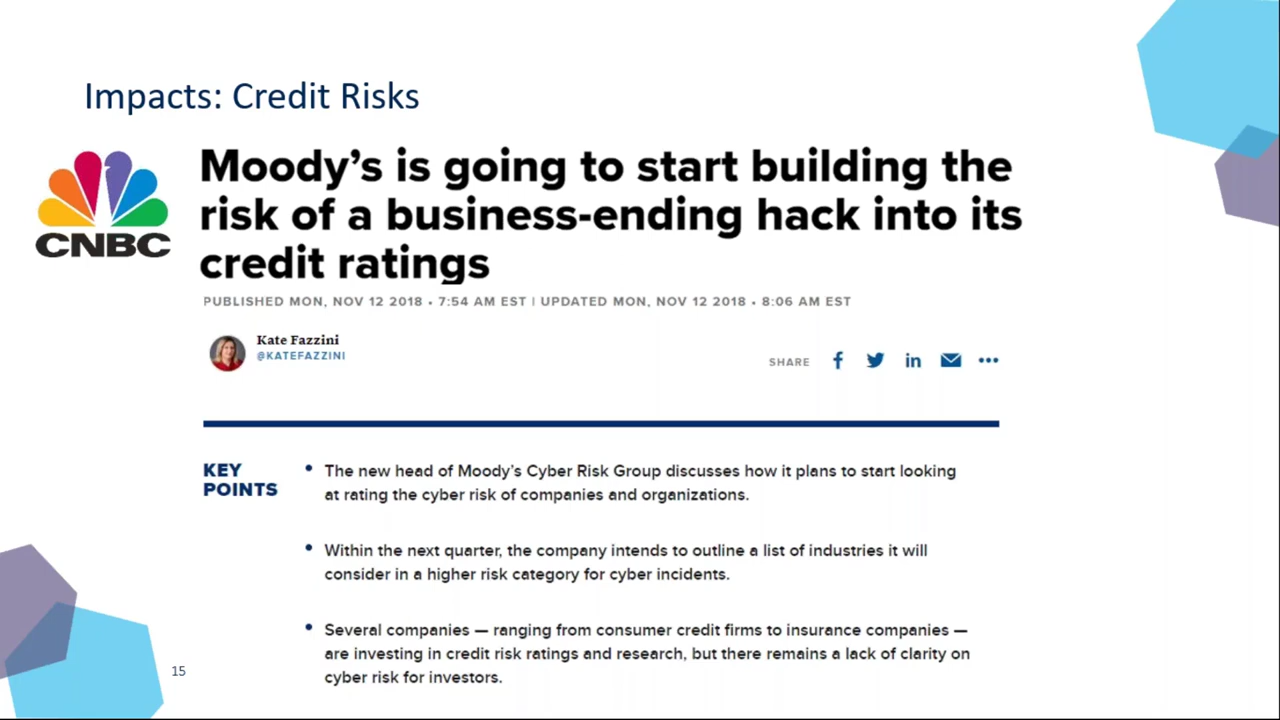 Impacts: Credit Risks
CNBC
Moody's is going to start building the
risk of a business-ending hack into its
credit ratings
PUBLISHED MON, NOV 12 2018 • 7:54 AM EST | UPDATED MON, NOV 12 2018 • 8:06 AM EST
Kate Fazzini
@KATEFAZZINI
SHARE
KEY
POINTS
• The new head of Moody's Cyber Risk Group discusses how it plans to start looking
at rating the cyber risk of companies and organizations.
• Within the next quarter, the company intends to outline a list of industries it will
consider in a higher risk category for cyber incidents.
• Several companies — ranging from consumer credit firms to insurance companies —
are investing in credit risk ratings and research, but there remains a lack of clarity on
cyber risk for investors.
15